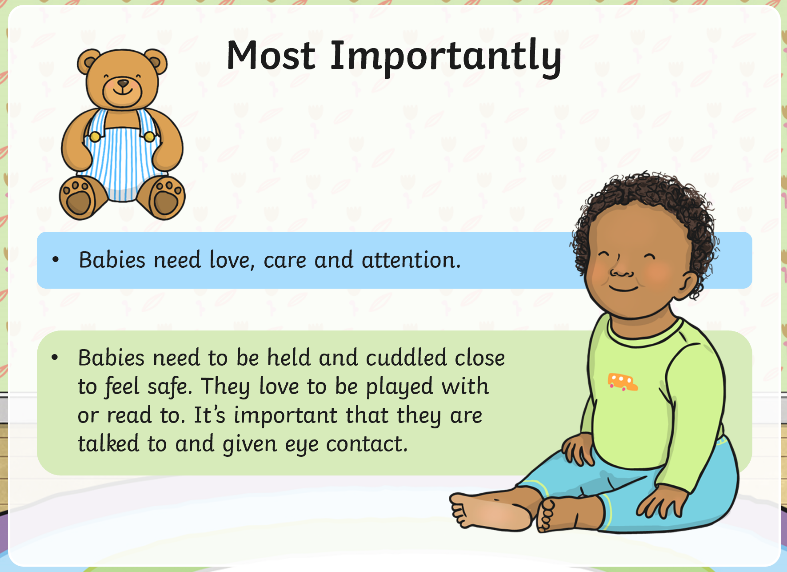 Most Importantly
• Babies need love, care and attention.
• Babies need to be held and cuddled close
to feel safe. They love to be played with
or read to. It's important that they are
talked to and given eye contact.